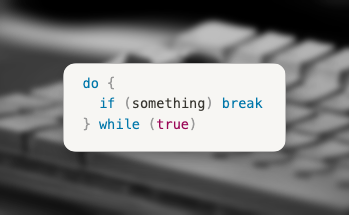 do {
  if (something) break
} while (true)